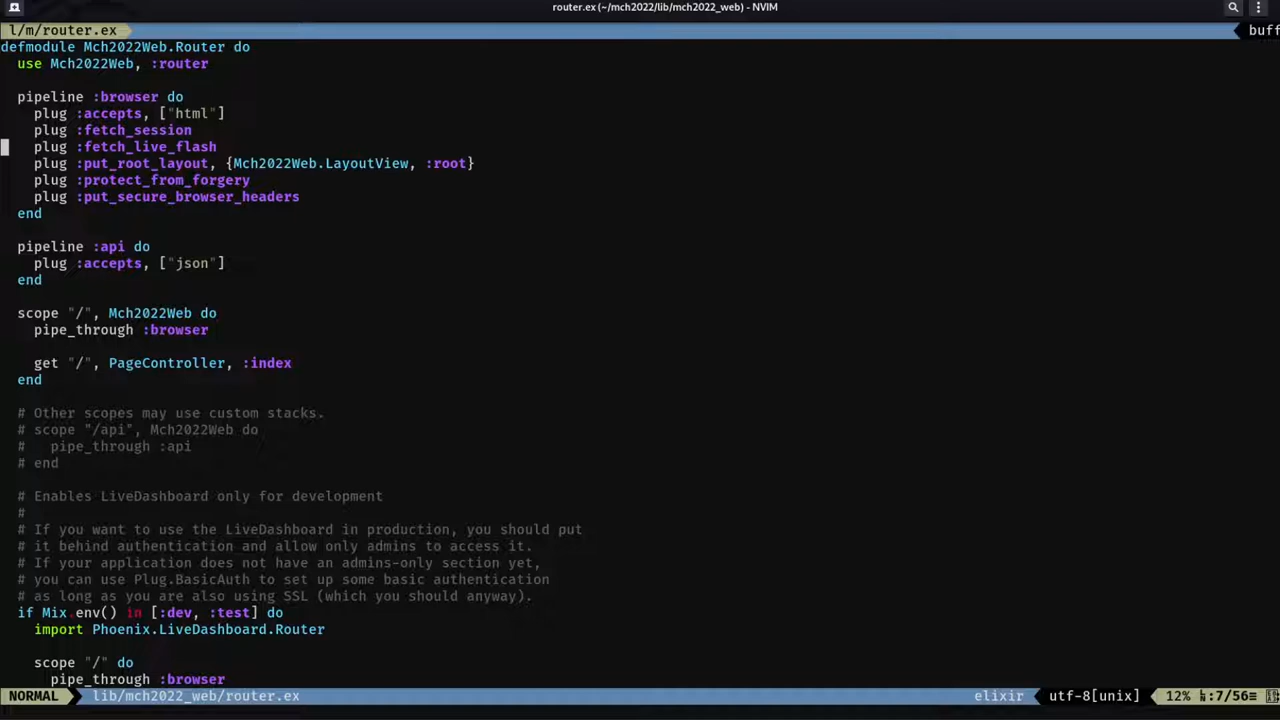 router.ex (~/mch2022/lib/mch2022_web) - NVIM
l/m/router.ex buff
defmodule Mch2022Web.Router do
  use Mch2022Web, :router

  pipeline :browser do
    plug :accepts, ["html"]
    plug :fetch_session
    plug :fetch_live_flash
    plug :put_root_layout, {Mch2022Web.LayoutView, :root}
    plug :protect_from_forgery
    plug :put_secure_browser_headers
  end

  pipeline :api do
    plug :accepts, ["json"]
  end

  scope "/", Mch2022Web do
    pipe_through :browser

    get "/", PageController, :index
  end

  # Other scopes may use custom stacks.
  # scope "/api", Mch2022Web do
  #   pipe_through :api
  # end

  # Enables LiveDashboard only for development
  #
  # If you want to use the LiveDashboard in production, you should put
  # it behind authentication and allow only admins to access it.
  # If your application does not have an admins-only section yet,
  # you can use Plug.BasicAuth to set up some basic authentication
  # as long as you are also using SSL (which you should anyway).
  if Mix.env() in [:dev, :test] do
    import Phoenix.LiveDashboard.Router

    scope "/" do
      pipe_through :browser
NORMAL lib/mch2022_web/router.ex elixir utf-8[unix] 12% :7/56